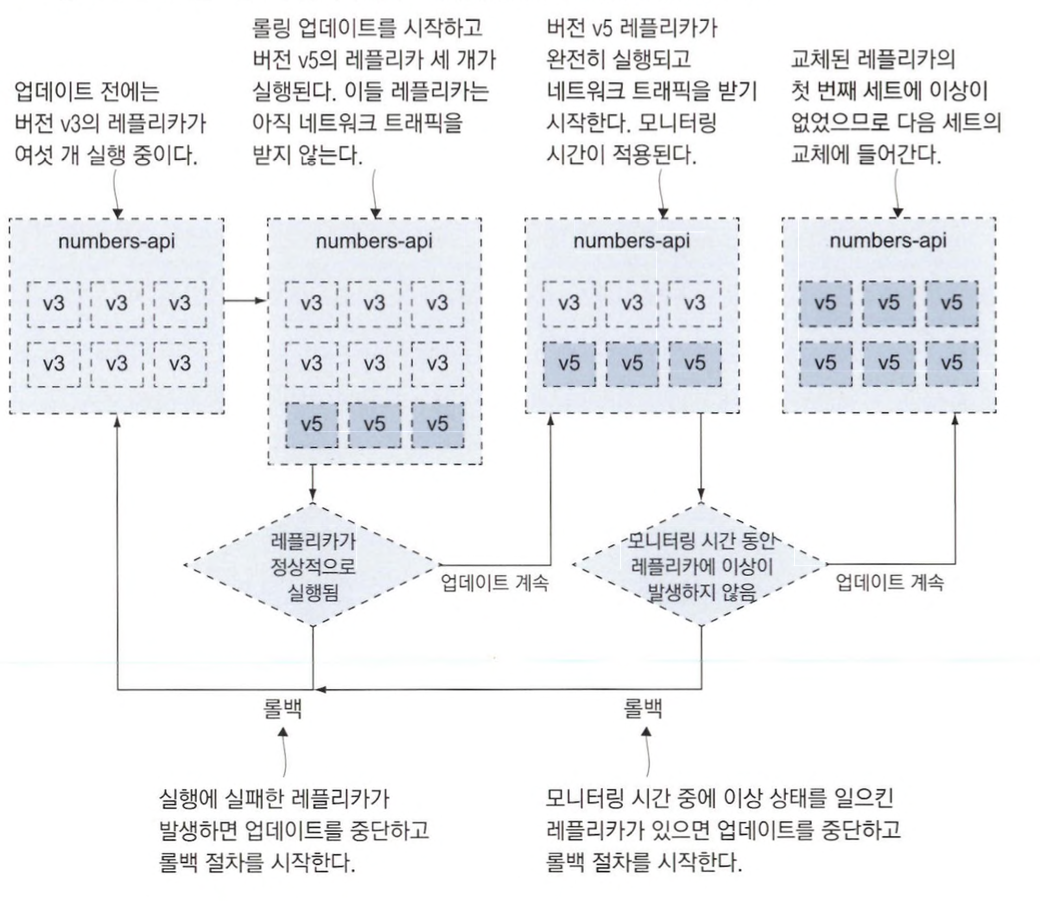 업데이트 전에는
버전 v3의 레플리카가
여섯 개 실행 중이다.
롤링 업데이트를 시작하고
버전 v5의 레플리카 세 개가
실행된다. 이들 레플리카는
아직 네트워크 트래픽을
받지 않는다.
버전 v5 레플리카가
완전히 실행되고
네트워크 트래픽을 받기
시작한다. 모니터링
시간이 적용된다.
교체된 레플리카의
첫 번째 세트에 이상이
없었으므로 다음 세트의
교체에 들어간다.
numbers-api
v3 v3 v3
v3 v3 v3
numbers-api
v3 v3 v3
v3 v3 v3
v5 v5 v5
numbers-api
v3 v3 v3
v5 v5 v5
numbers-api
v5 v5 v5
v5 v5 v5
레플리카가
정상적으로
실행됨
업데이트 계속
모니터링 시간 동안
레플리카에 이상이
발생하지 않음
업데이트 계속
롤백
롤백
실행에 실패한 레플리카가
발생하면 업데이트를 중단하고
롤백 절차를 시작한다.
모니터링 시간 중에 이상 상태를 일으킨
레플리카가 있으면 업데이트를 중단하고
롤백 절차를 시작한다.